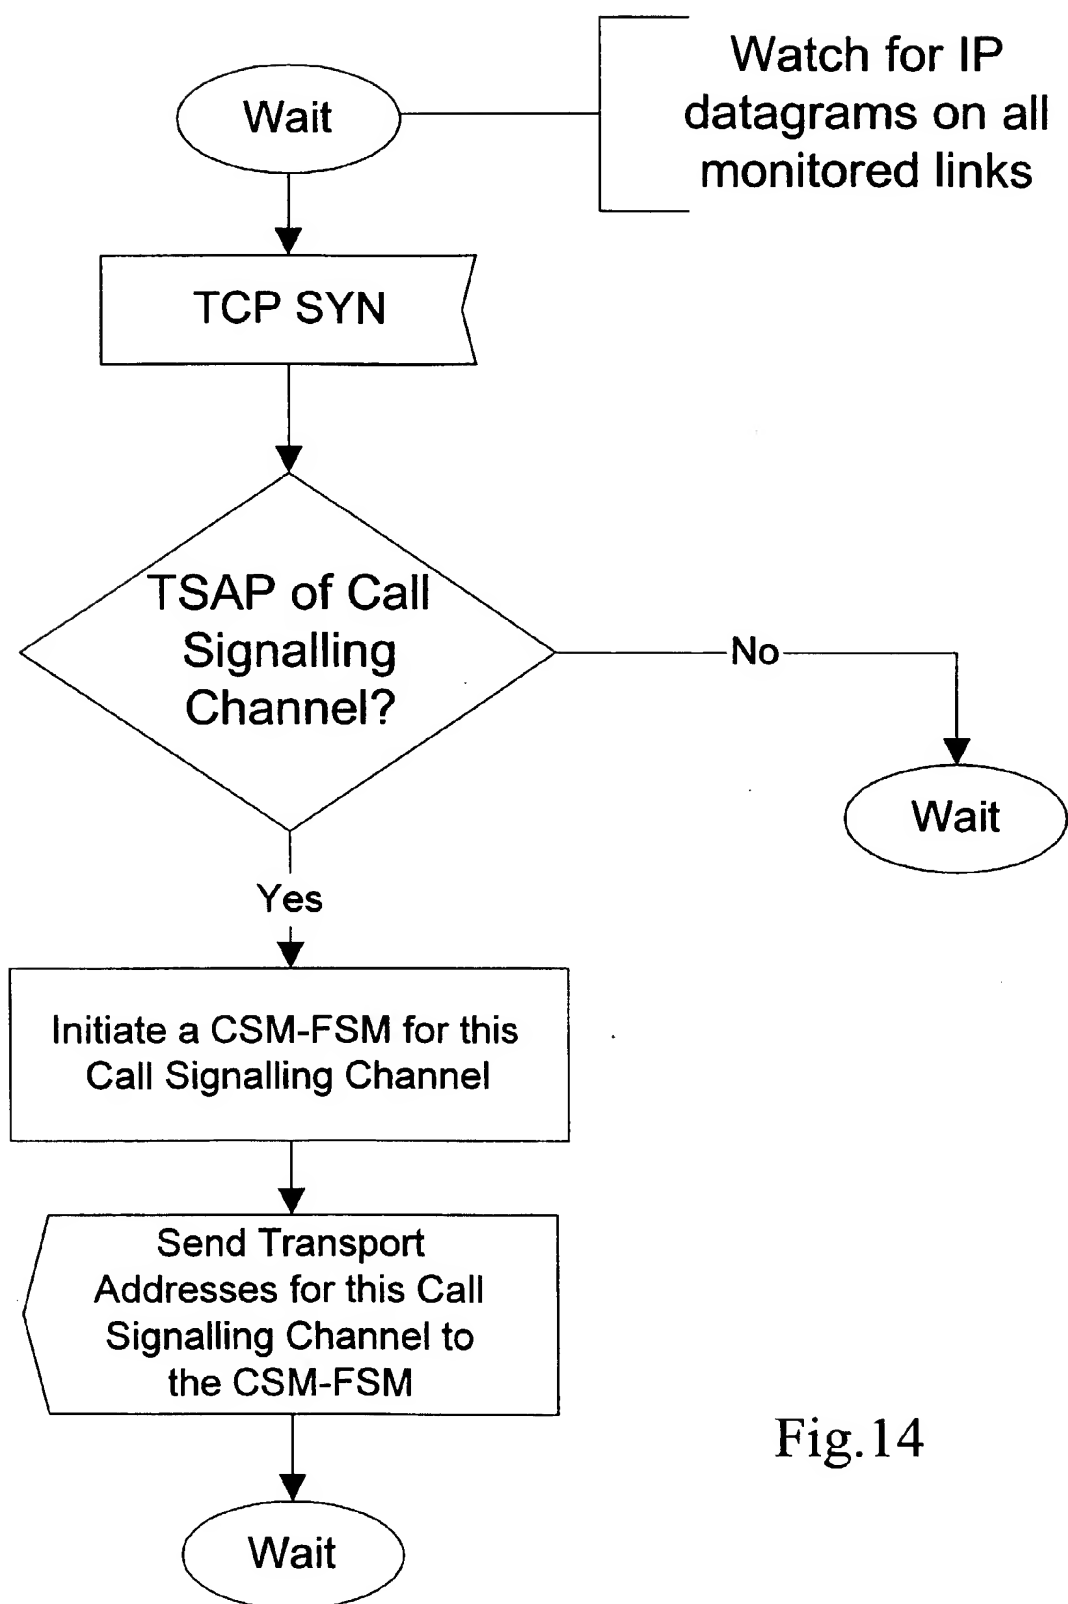 Wait
Watch for IP
datagrams on all
monitored links
TCP SYN
TSAP of Call
Signalling
Channel?
No
Wait
Yes
Initiate a CSM-FSM for this
Call Signalling Channel
Send Transport
Addresses for this Call
Signalling Channel to
the CSM-FSM
Fig.14
Wait